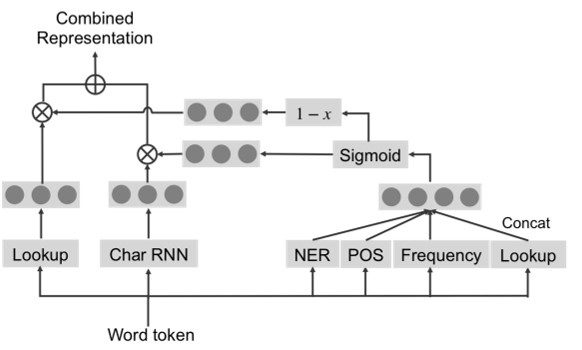 Combined
Representation
1 − x
Sigmoid
Concat
Lookup
Char RNN
NER
POS
Frequency
Lookup
Word token